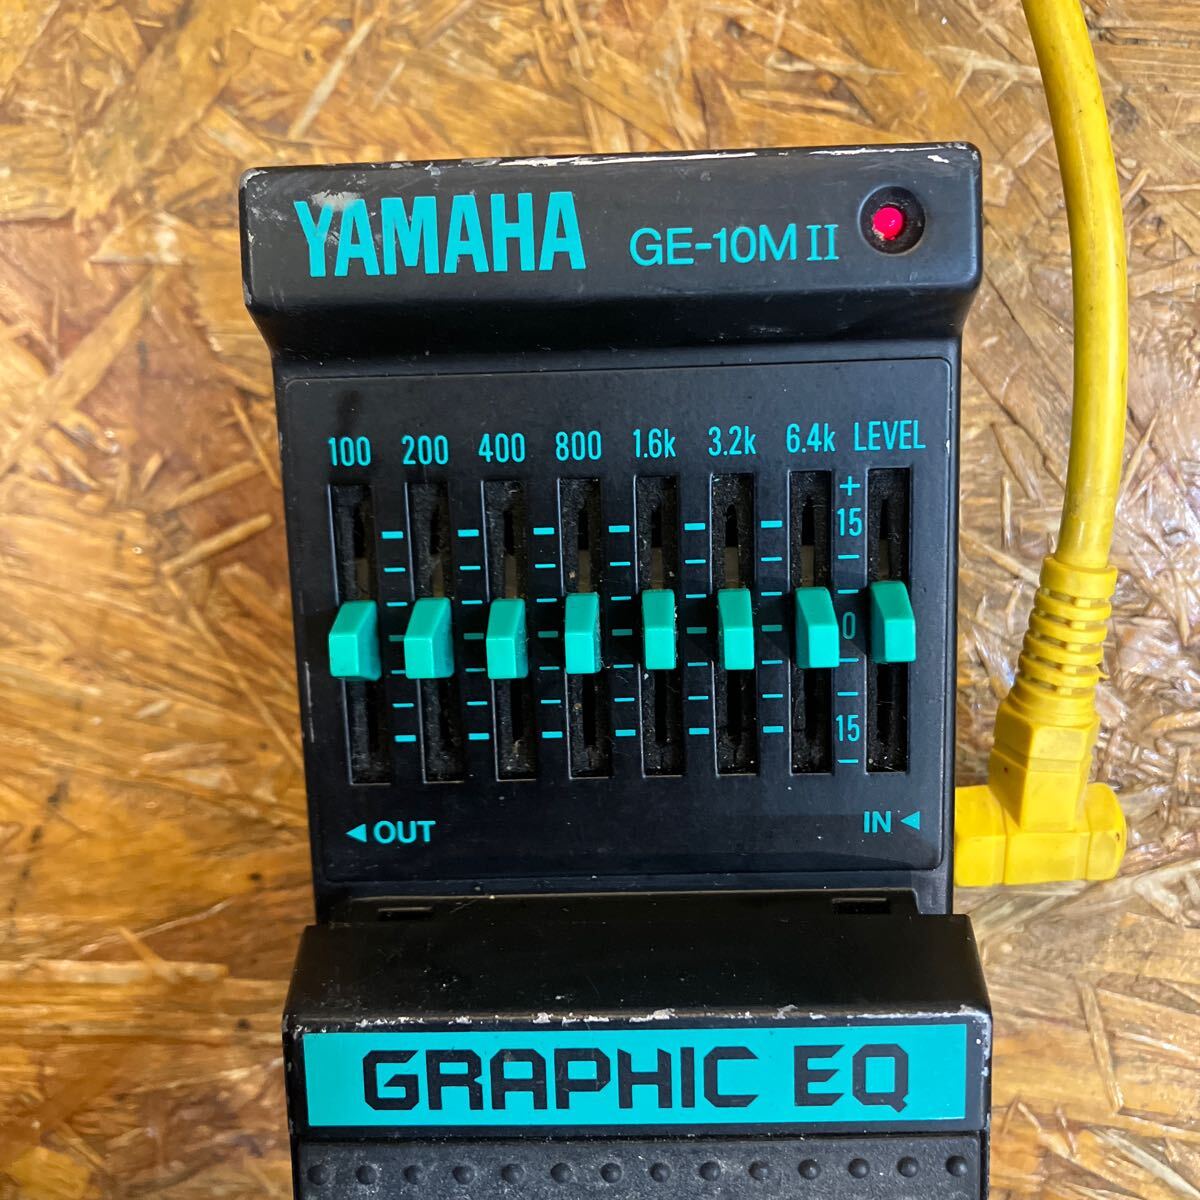 YAMAHA GE-10M II
100 200 400 800 1.6k 3.2k 6.4k LEVEL
+
15
0
15
−
◄ OUT IN ◄
GRAPHIC EQ